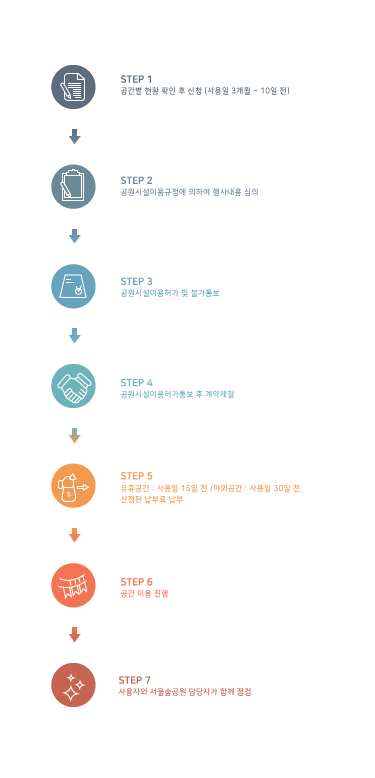 STEP 1
공간별 현황 확인 후 신청 (사용일 3개월 ~ 10일 전)
STEP 2
공원시설이용규정에 의하여 행사내용 심의
STEP 3
공원시설이용허가 및 불가통보
STEP 4
공원시설이용허가통보 후 계약체결
$
STEP 5
유휴공간 : 사용일 15일 전 /야외공간 : 사용일 30일 전
산정된 납부료 납부
STEP 6
공간 이용 진행
STEP 7
사용자와 서울숲공원 담당자가 함께 점검